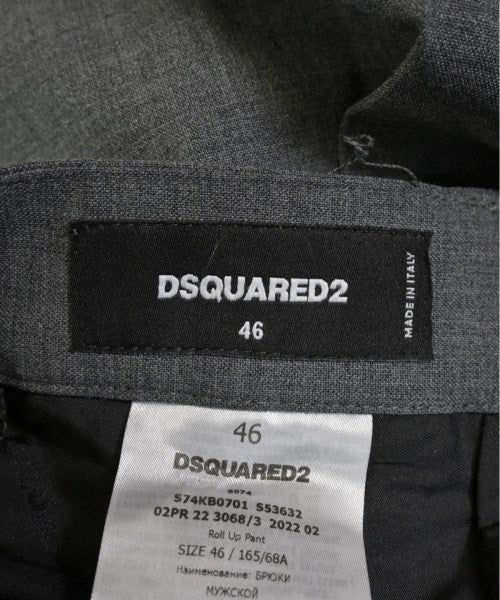 DSQUARED2
46
MADE IN ITALY
46
DSQUARED2
S074
S74KB0701 S53632
02PR 22 3068/3 2022 02
Roll Up Pant
SIZE 46 / 165/68A
Наименование: БРЮКИ
МУЖСКОЙ